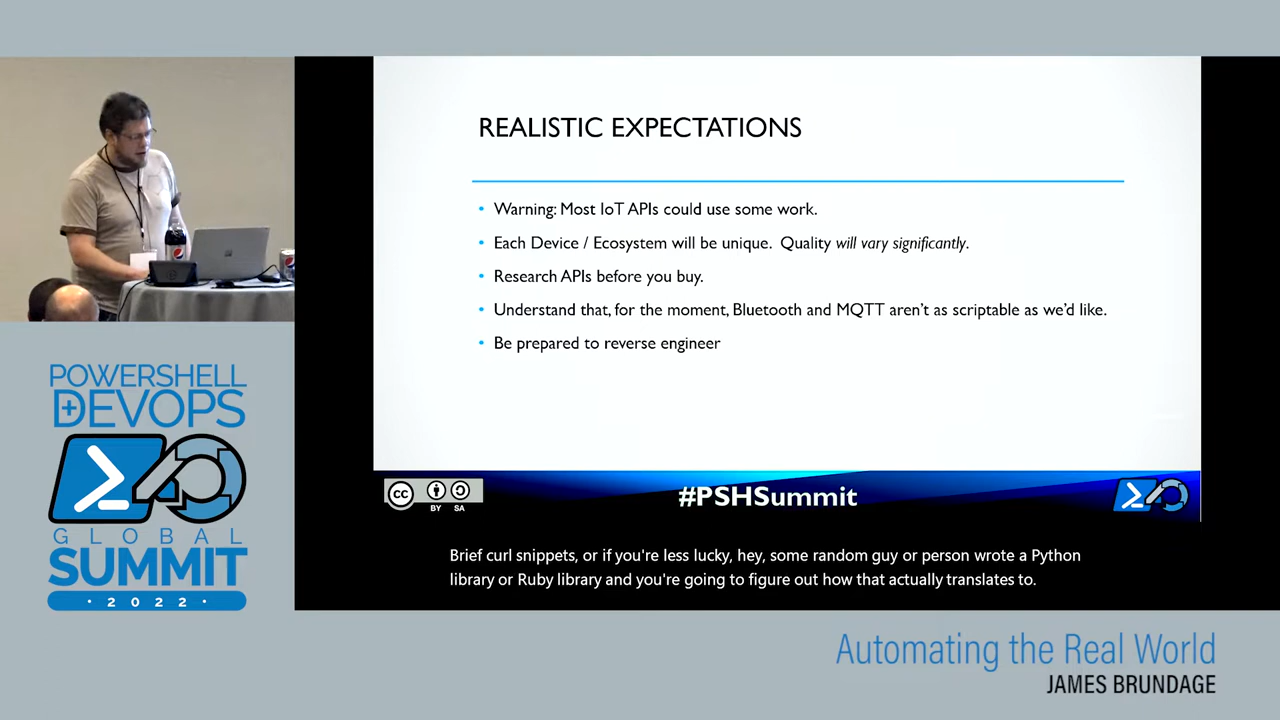 REALISTIC EXPECTATIONS
• Warning: Most IoT APIs could use some work.
• Each Device / Ecosystem will be unique. Quality will vary significantly.
• Research APIs before you buy.
• Understand that, for the moment, Bluetooth and MQTT aren't as scriptable as we'd like.
• Be prepared to reverse engineer
CC
BY SA
#PSHSummit
Brief curl snippets, or if you're less lucky, hey, some random guy or person wrote a Python
library or Ruby library and you're going to figure out how that actually translates to.
POWERSHELL
+DEVOPS
GLOBAL
SUMMIT
· 2022 ·
Automating the Real World
JAMES BRUNDAGE